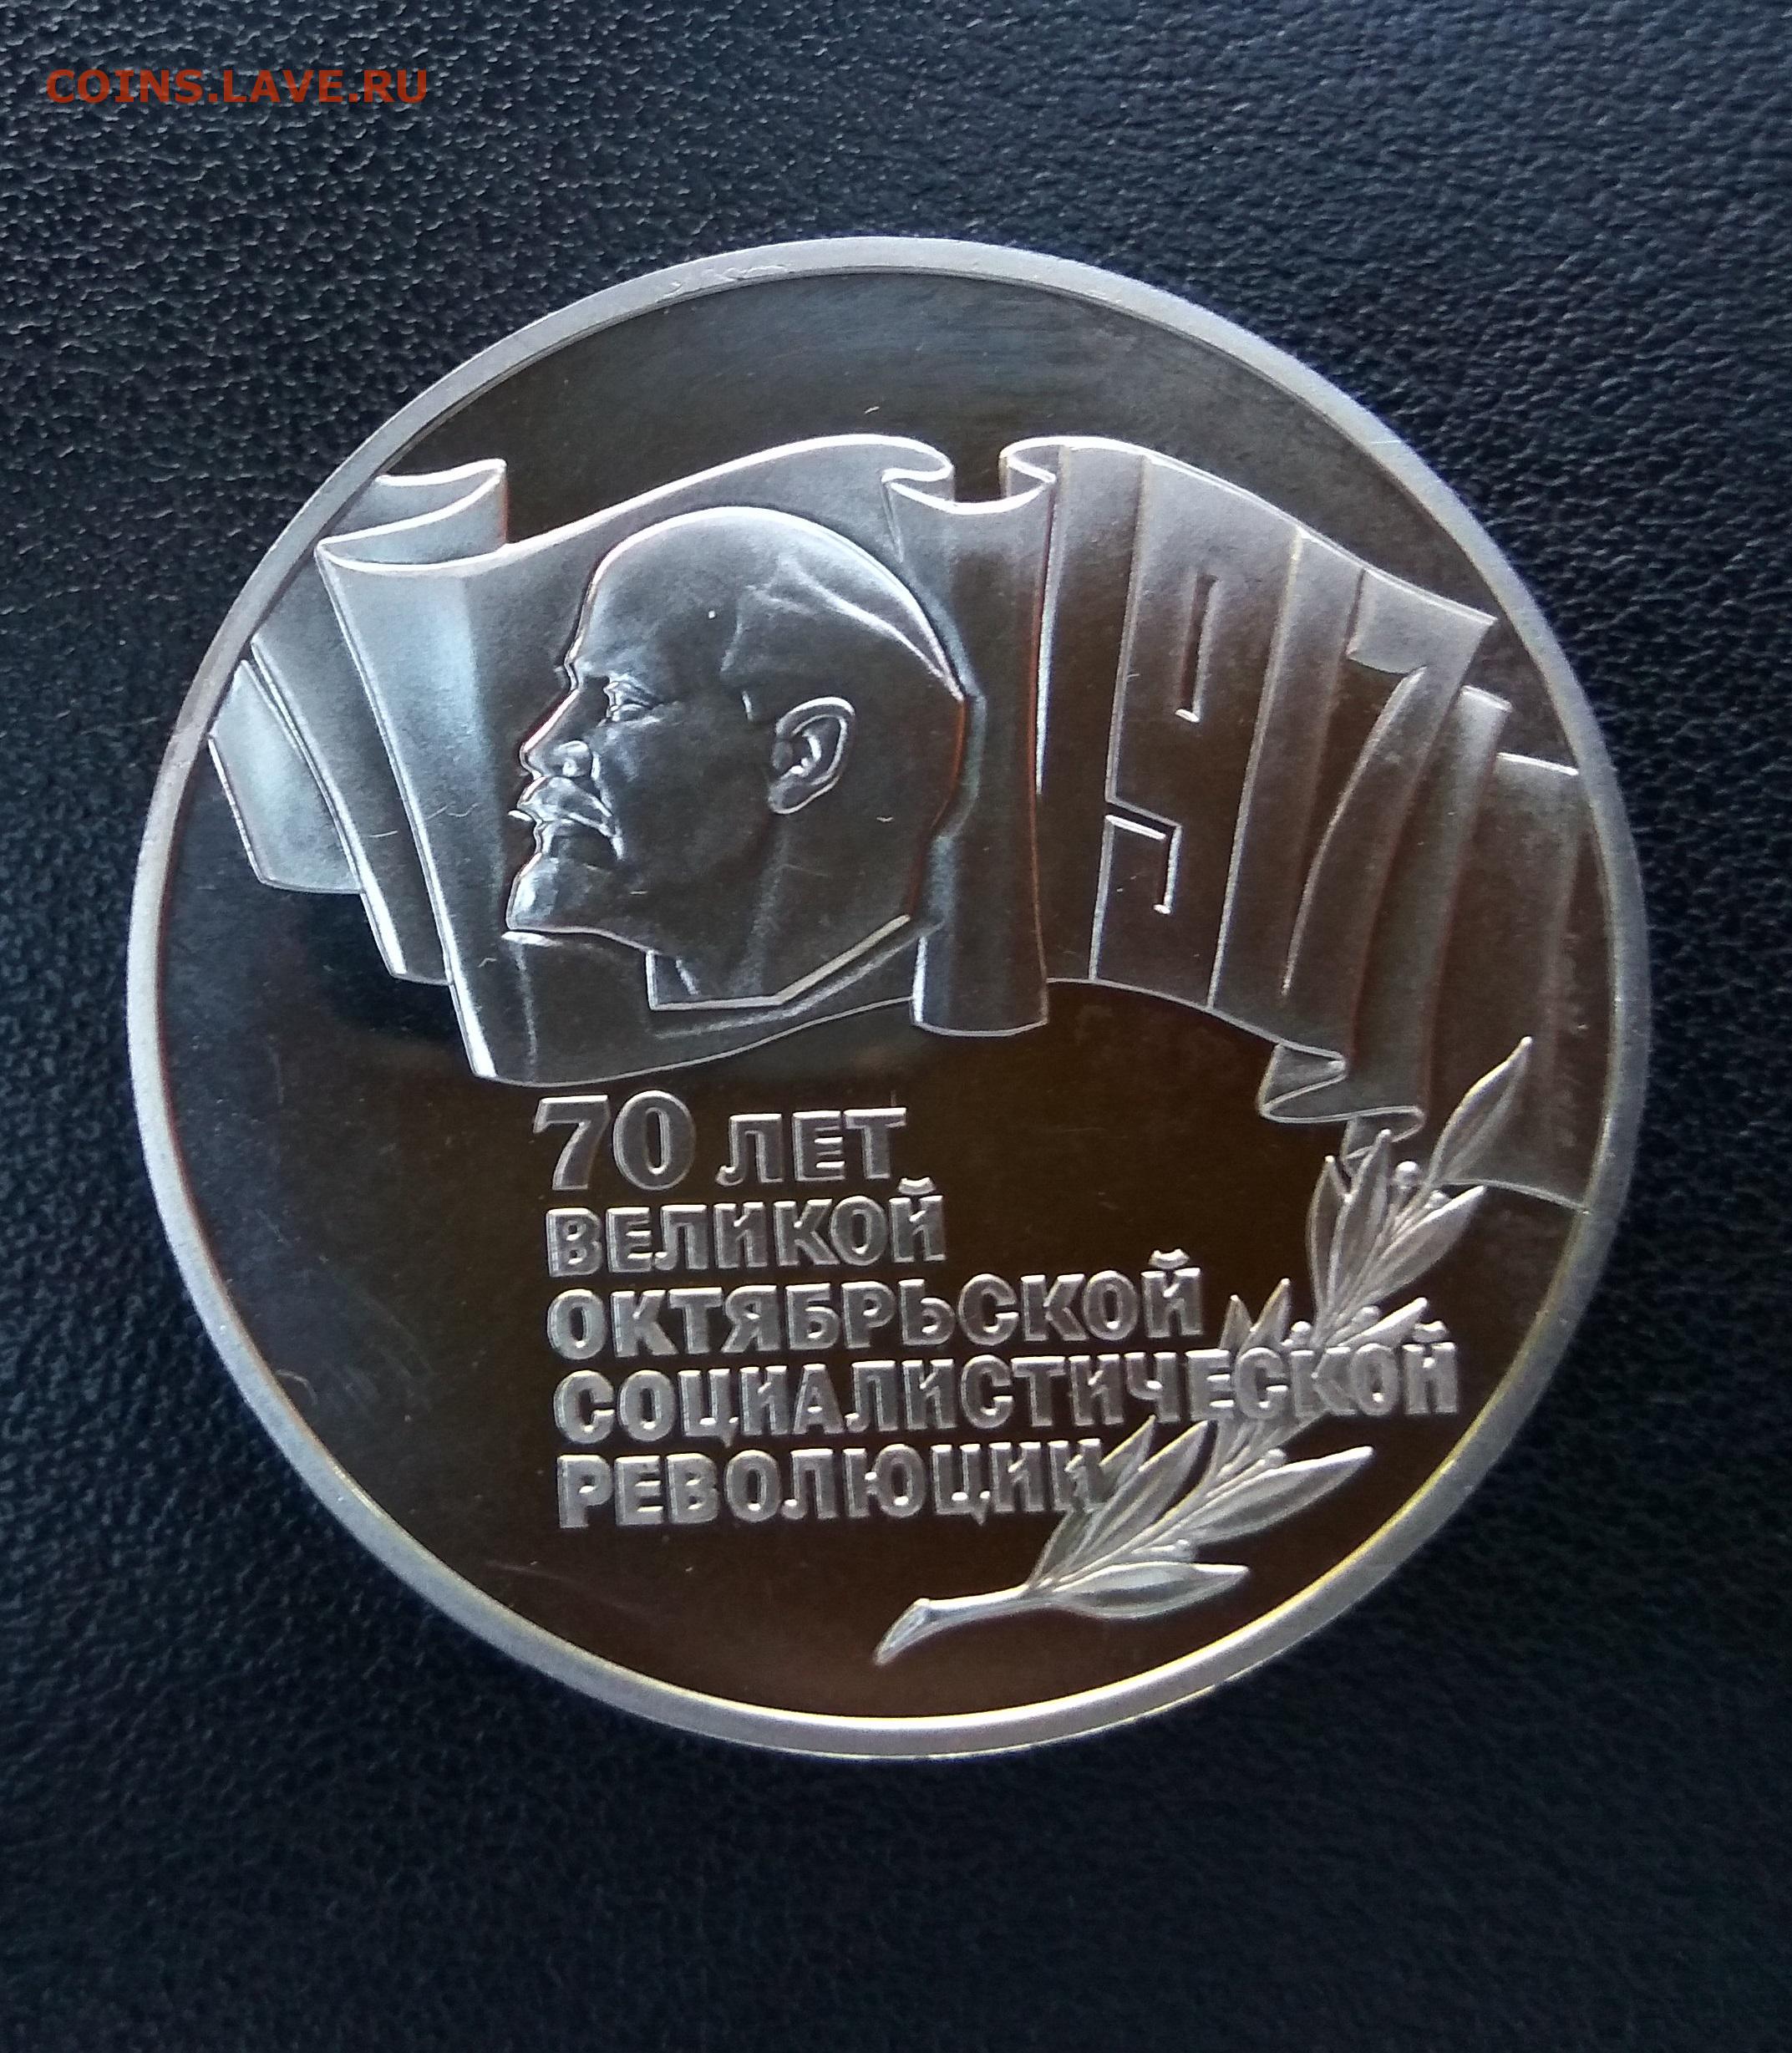 COINS.LAVE.RU
1917
70 ЛЕТ
ВЕЛИКОЙ
ОКТЯБРЬСКОЙ
СОЦИАЛИСТИЧЕСКОЙ
РЕВОЛЮЦИИ